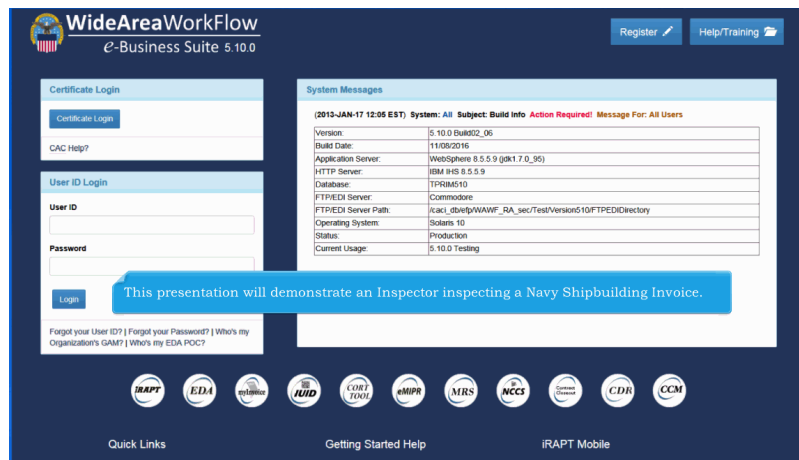 WideAreaWorkFlow
e-Business Suite 5.10.0
Register
Help/Training
Certificate Login
Certificate Login
CAC Help?
User ID Login
User ID
Password
Login
Forgot your User ID? | Forgot your Password? | Who's my
Organization's GAM? | Who's my EDA POC?
System Messages
(2013-JAN-17 12:05 EST) System: All Subject: Build Info Action Required! Message For: All Users
Version: 5.10.0 Build02_06
Build Date: 11/08/2016
Application Server: WebSphere 8.5.5.9 (jdk1.7.0_95)
HTTP Server: IBM IHS 8.5.5.9
Database: TPRIM510
FTP/EDI Server: Commodore
FTP/EDI Server Path: /caci_db/efp/WAWF_RA_sec/Test/Version510/FTPEDIDirectory
Operating System: Solaris 10
Status: Production
Current Usage: 5.10.0 Testing
This presentation will demonstrate an Inspector inspecting a Navy Shipbuilding Invoice.
iRAPT
EDA
myInvoice
IUID
CORT
TOOL
eMIPR
MRS
NCCS
Contract
Closeout
CDR
CCM
Quick Links
Getting Started Help
iRAPT Mobile